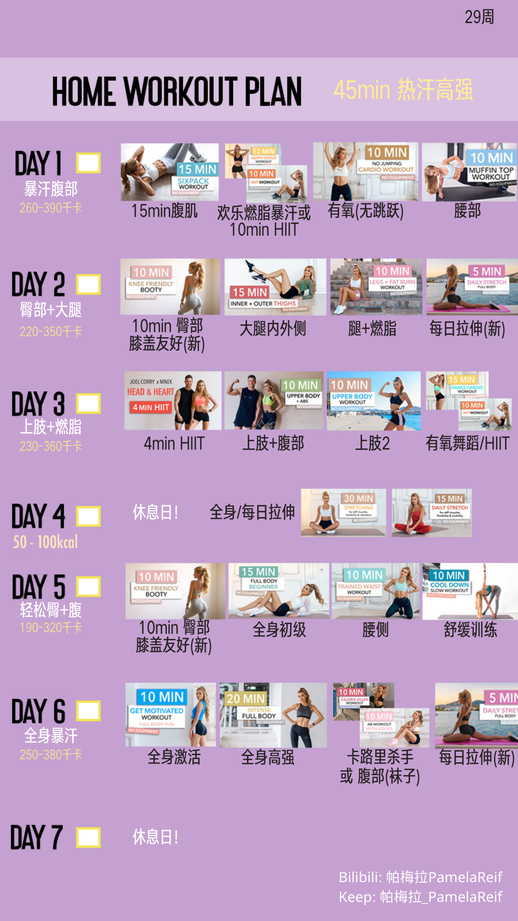 29周
HOME WORKOUT PLAN
45min 热汗高强
DAY 1
暴汗腹部
260-390千卡
15 MIN
SIXPACK
WORKOUT
NO EQUIPMENT
15min腹肌
12 MIN
HAPPY SWEAT
WORKOUT
10 MIN
HIIT WORKOUT
欢乐燃脂暴汗或
10min HIIT
10 MIN
NO JUMPING
CARDIO WORKOUT
NO EQUIPMENT
有氧(无跳跃)
10 MIN
MUFFIN TOP
WORKOUT
NO EQUIPMENT
腰部
DAY 2
臀部+大腿
220-350千卡
10 MIN
KNEE FRIENDLY
BOOTY
10min 臀部
膝盖友好(新)
15 MIN
INNER + OUTER THIGHS
大腿内外侧
10 MIN
LEGS + FAT BURN
WORKOUT
腿+燃脂
5 MIN
DAILY STRETCH
FULL BODY
每日拉伸(新)
DAY 3
上肢+燃脂
230-360千卡
JOEL CORRY x MNEK
HEAD & HEART
4 MIN HIIT
4min HIIT
10 MIN
UPPER BODY
+ ABS
上肢+腹部
10 MIN
UPPER BODY
WORKOUT
上肢2
15 MIN
DANCE CARDIO
WORKOUT
10 MIN
HIIT WORKOUT
有氧舞蹈/HIIT
DAY 4
50 - 100kcal
休息日!
全身/每日拉伸
30 MIN
STRETCHING
15 MIN
DAILY STRETCH
DAY 5
轻松臀+腹
190-320千卡
10 MIN
KNEE FRIENDLY
BOOTY
10min 臀部
膝盖友好(新)
15 MIN
FULL BODY
BEGINNER
全身初级
10 MIN
TRAINED WAIST
WORKOUT
腰侧
10 MIN
COOL DOWN
SLOW WORKOUT
舒缓训练
DAY 6
全身暴汗
250-380千卡
10 MIN
GET MOTIVATED
WORKOUT
FULL BODY FUN
NO EQUIPMENT
全身激活
20 MIN
INTENSE
FULL BODY
全身高强
10 MIN
CALORIE KILLER
10 MIN
AB WORKOUT
WITH SOCKS
卡路里杀手
或 腹部(袜子)
5 MIN
DAILY STRETCH
FULL BODY
每日拉伸(新)
DAY 7
休息日!
Bilibili: 帕梅拉PamelaReif
Keep: 帕梅拉_PamelaReif